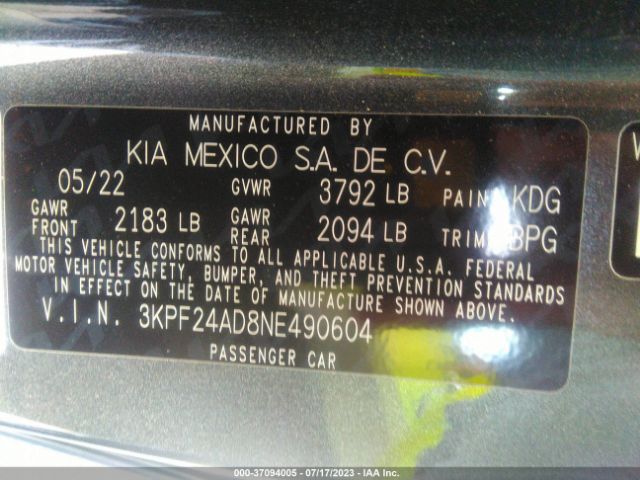 MANUFACTURED BY
KIA MEXICO S.A. DE C.V.
05/22 GVWR 3792 LB PAINT KDG
GAWR FRONT 2183 LB GAWR REAR 2094 LB TRIM BPG
THIS VEHICLE CONFORMS TO ALL APPLICABLE U.S.A. FEDERAL
MOTOR VEHICLE SAFETY, BUMPER, AND THEFT PREVENTION STANDARDS
IN EFFECT ON THE DATE OF MANUFACTURE SHOWN ABOVE.
V.I.N. 3KPF24AD8NE490604
PASSENGER CAR
000-37094005 - 07/17/2023 - IAA Inc.